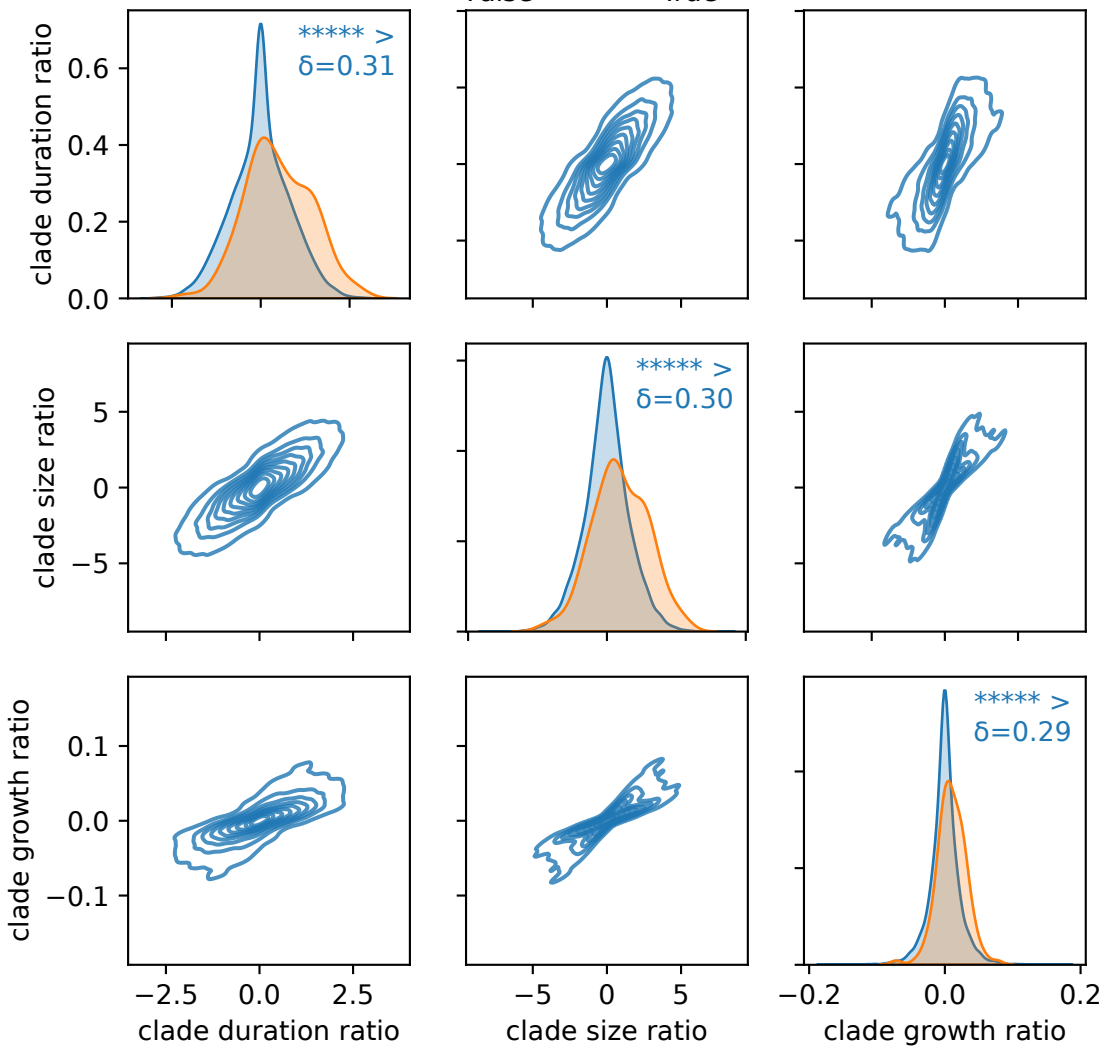 0.6
0.4
0.2
0.0
clade duration ratio
***** >
δ=0.31
5
0
−5
clade size ratio
***** >
δ=0.30
0.1
0.0
−0.1
clade growth ratio
***** >
δ=0.29
−2.5 0.0 2.5
−5 0 5
−0.2 0.0 0.2
clade duration ratio
clade size ratio
clade growth ratio